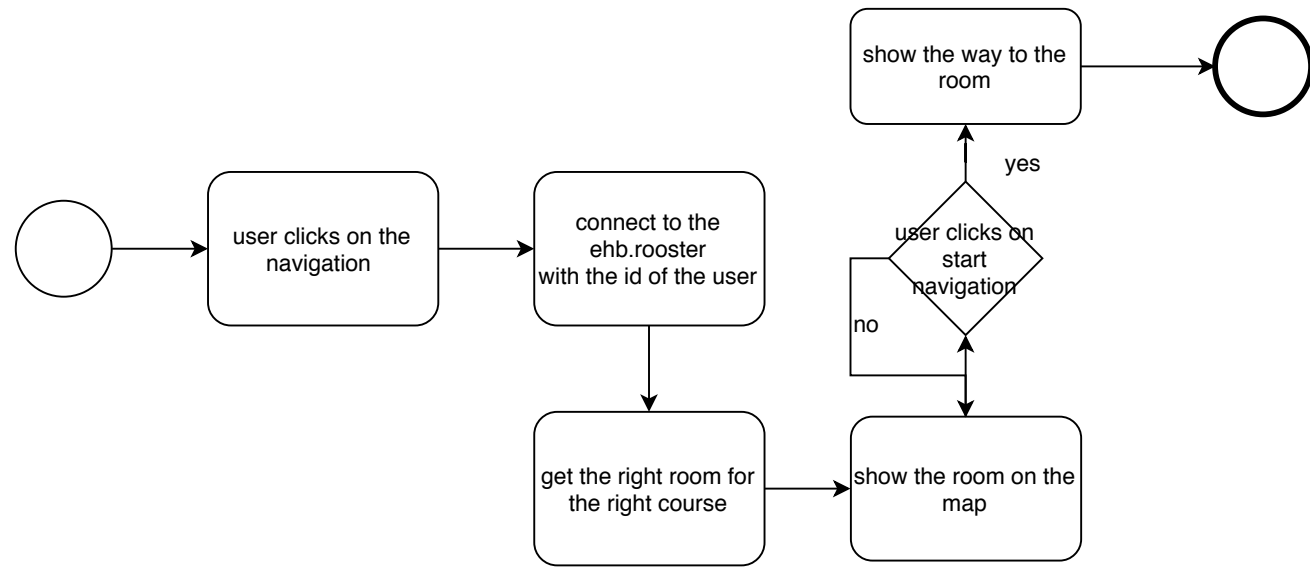 user clicks on the
navigation
connect to the
ehb.rooster
with the id of the user
get the right room for
the right course
show the room on the
map
user clicks on
start
navigation
no
yes
show the way to the
room